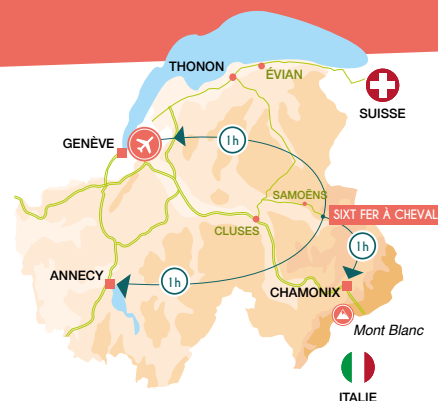 THONON
ÉVIAN
SUISSE
GENÈVE
1h
SAMOËNS
SIXT FER À CHEVAL
CLUSES
1h
ANNECY
1h
CHAMONIX
Mont Blanc
ITALIE